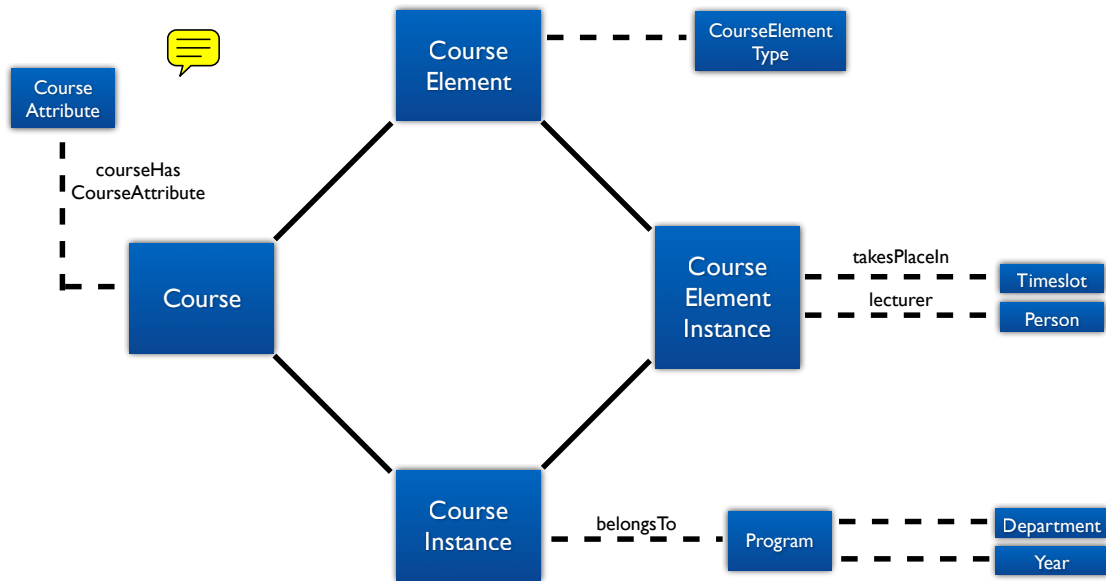 Course
Element
CourseElement
Type
Course
Attribute
courseHas
CourseAttribute
Course
Course
Element
Instance
takesPlaceIn
Timeslot
lecturer
Person
Course
Instance
belongsTo
Program
Department
Year